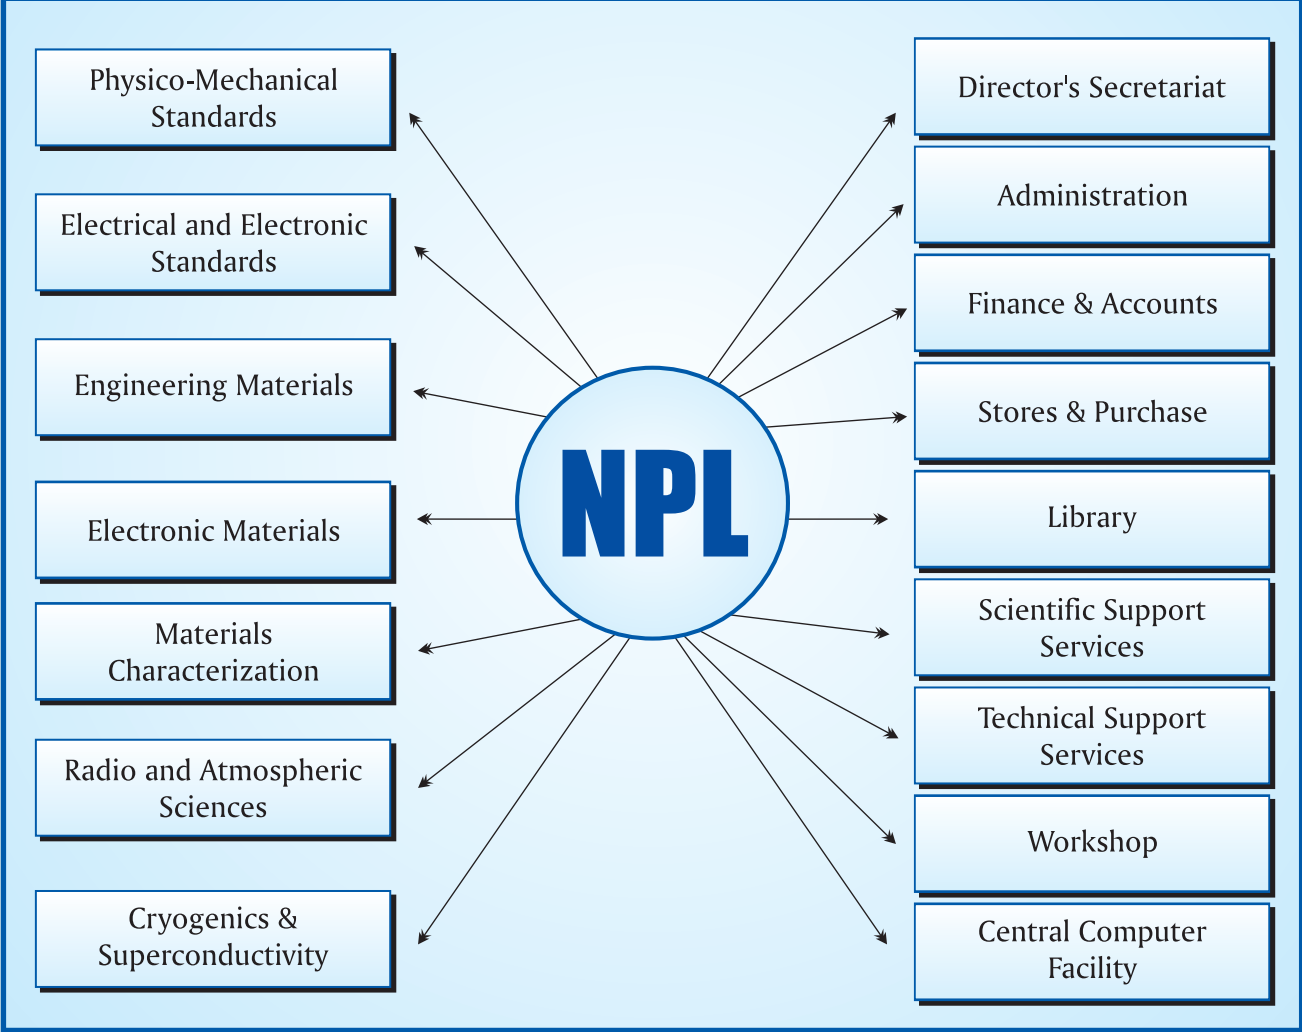 Physico-Mechanical
Standards
Electrical and Electronic
Standards
Engineering Materials
Electronic Materials
Materials
Characterization
Radio and Atmospheric
Sciences
Cryogenics &
Superconductivity
NPL
Director's Secretariat
Administration
Finance & Accounts
Stores & Purchase
Library
Scientific Support
Services
Technical Support
Services
Workshop
Central Computer
Facility